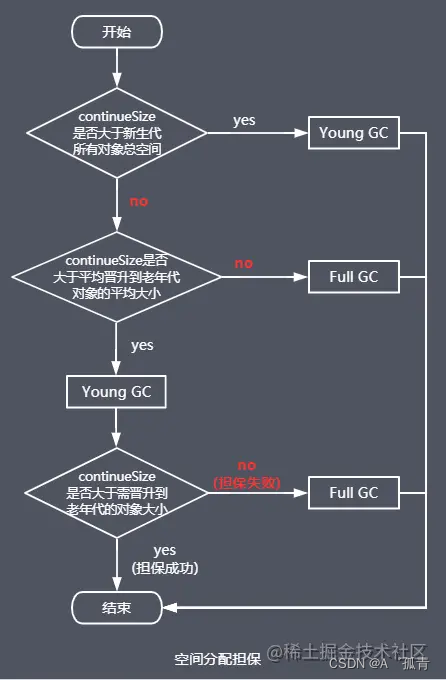 开始
continueSize
是否大于新生代
所有对象总空间
yes
Young GC
no
continueSize是否
大于平均晋升到老年代
对象的平均大小
no
Full GC
yes
Young GC
continueSize
是否大于需晋升到
老年代的对象大小
no
(担保失败)
Full GC
yes
(担保成功)
结束
空间分配担保
@稀土掘金技术社区
CSDN @A 孤青